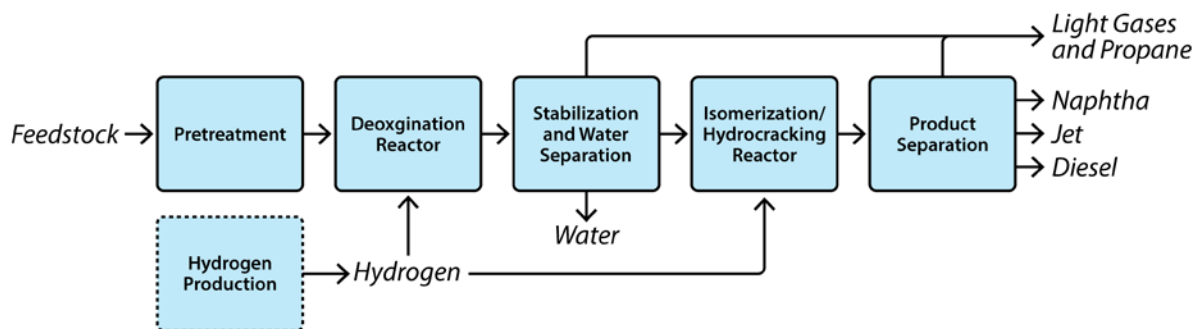 Light Gases
and Propane
Feedstock
Pretreatment
Deoxgination
Reactor
Stabilization
and Water
Separation
Isomerization/
Hydrocracking
Reactor
Product
Separation
Naphtha
Jet
Diesel
Water
Hydrogen
Production
Hydrogen